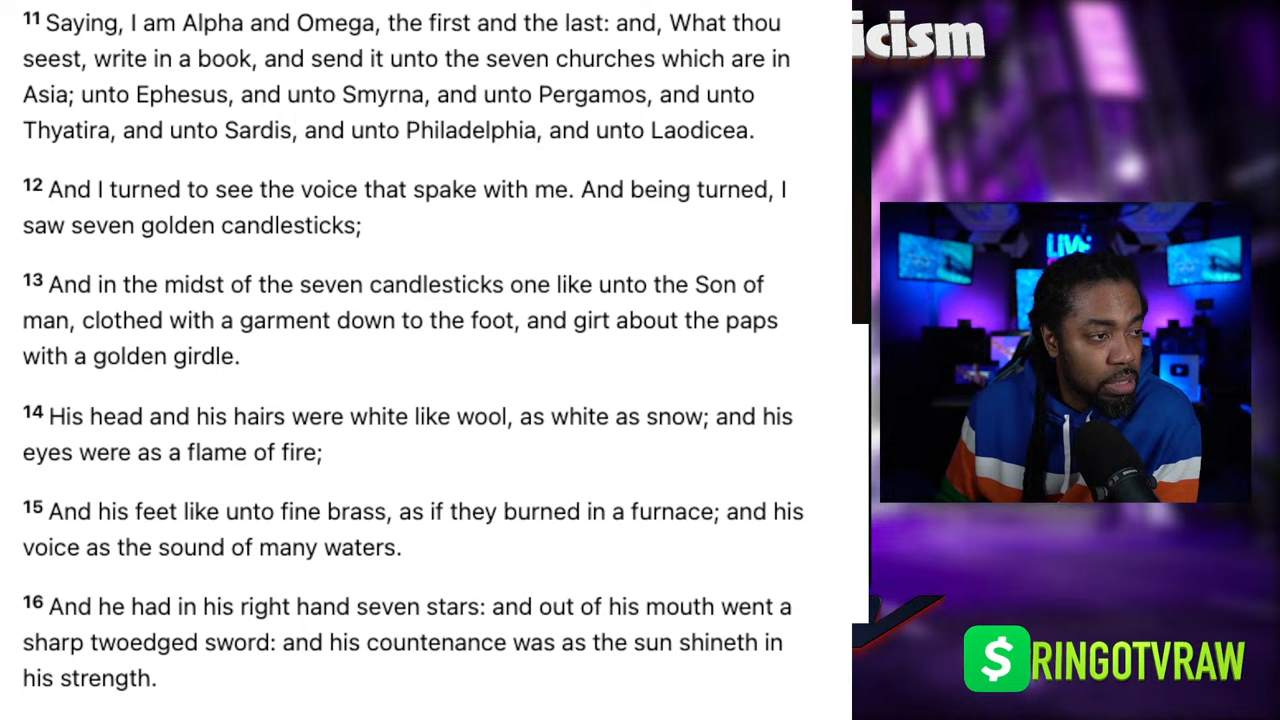 11 Saying, I am Alpha and Omega, the first and the last: and, What thou
seest, write in a book, and send it unto the seven churches which are in
Asia; unto Ephesus, and unto Smyrna, and unto Pergamos, and unto
Thyatira, and unto Sardis, and unto Philadelphia, and unto Laodicea.
12 And I turned to see the voice that spake with me. And being turned, I
saw seven golden candlesticks;
13 And in the midst of the seven candlesticks one like unto the Son of
man, clothed with a garment down to the foot, and girt about the paps
with a golden girdle.
14 His head and his hairs were white like wool, as white as snow; and his
eyes were as a flame of fire;
15 And his feet like unto fine brass, as if they burned in a furnace; and his
voice as the sound of many waters.
16 And he had in his right hand seven stars: and out of his mouth went a
sharp twoedged sword: and his countenance was as the sun shineth in
his strength.
icism
LIVE
$RINGOTVRAW